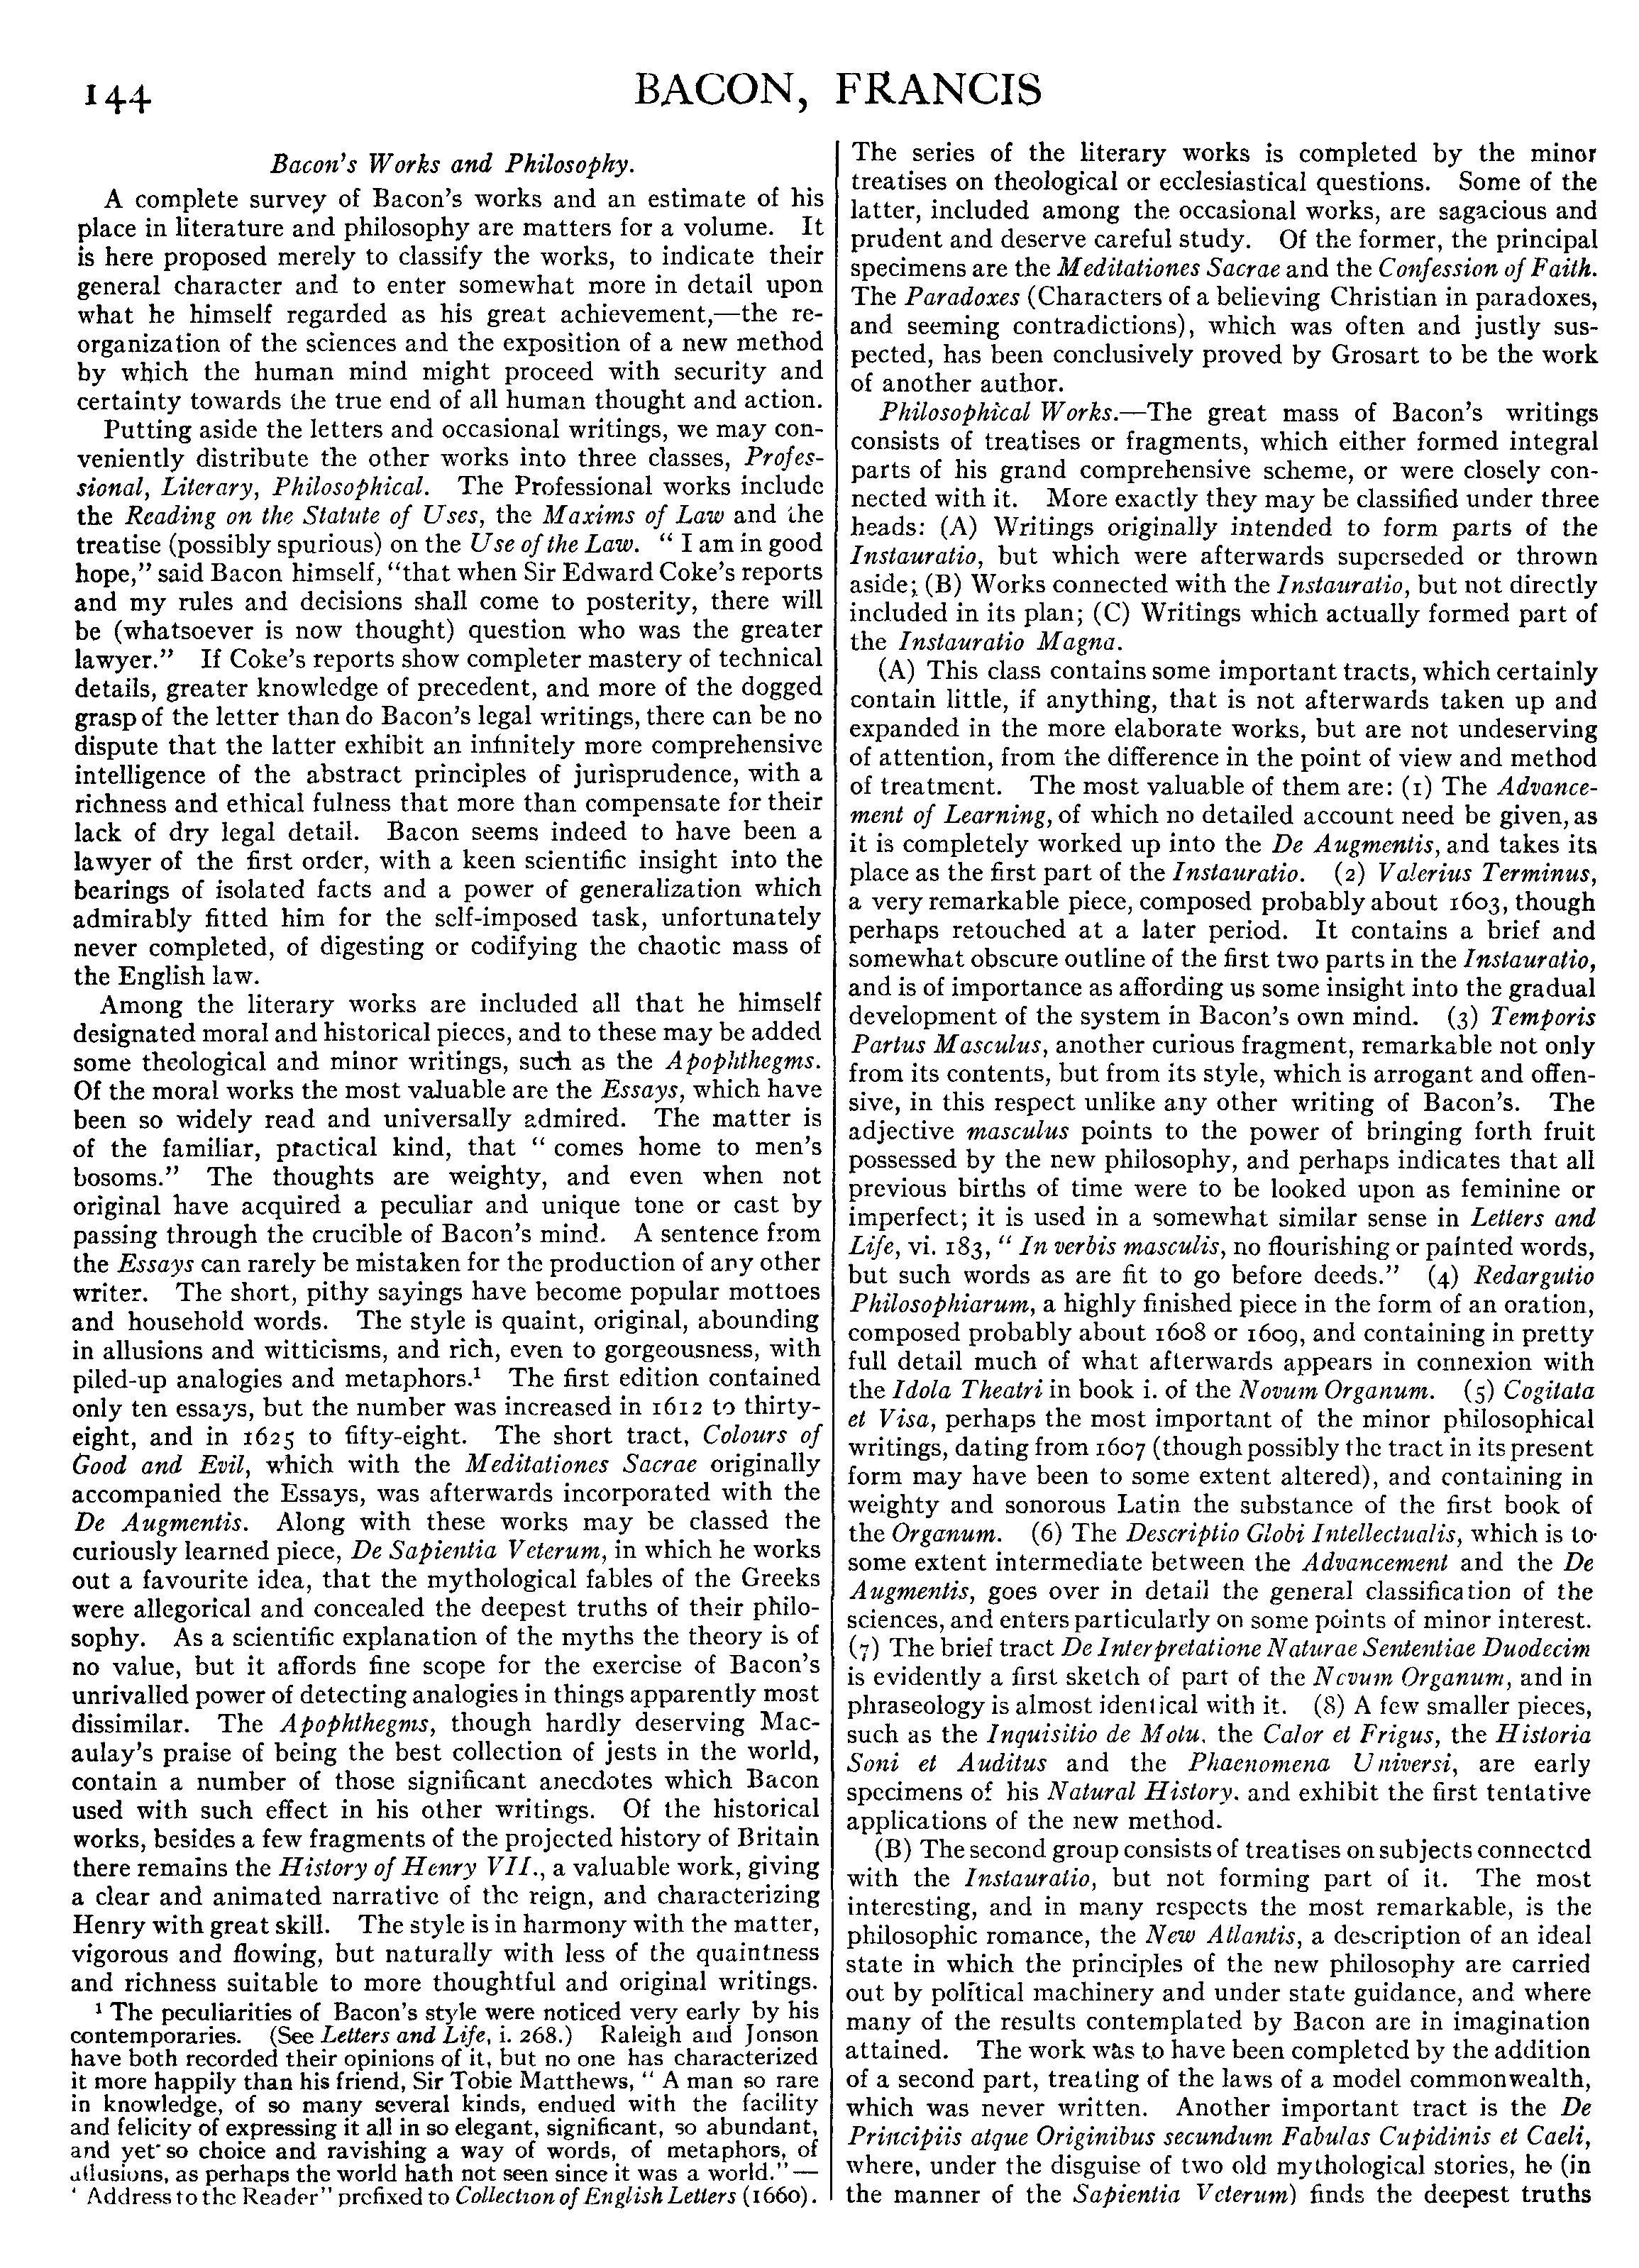 144
BACON, FRANCIS
Bacon's Works and Philosophy.
A complete survey of Bacon's works and an estimate of his
place in literature and philosophy are matters for a volume. It
is here proposed merely to classify the works, to indicate their
general character and to enter somewhat more in detail upon
what he himself regarded as his great achievement,—the re-
organization of the sciences and the exposition of a new method
by which the human mind might proceed with security and
certainty towards the true end of all human thought and action.
Putting aside the letters and occasional writings, we may con-
veniently distribute the other works into three classes, Profes-
sional, Literary, Philosophical. The Professional works include
the Reading on the Statute of Uses, the Maxims of Law and the
treatise (possibly spurious) on the Use of the Law. “ I am in good
hope,” said Bacon himself, “that when Sir Edward Coke's reports
and my rules and decisions shall come to posterity, there will
be (whatsoever is now thought) question who was the greater
lawyer.” If Coke's reports show completer mastery of technical
details, greater knowledge of precedent, and more of the dogged
grasp of the letter than do Bacon's legal writings, there can be no
dispute that the latter exhibit an infinitely more comprehensive
intelligence of the abstract principles of jurisprudence, with a
richness and ethical fulness that more than compensate for their
lack of dry legal detail. Bacon seems indeed to have been a
lawyer of the first order, with a keen scientific insight into the
bearings of isolated facts and a power of generalization which
admirably fitted him for the self-imposed task, unfortunately
never completed, of digesting or codifying the chaotic mass of
the English law.
Among the literary works are included all that he himself
designated moral and historical pieces, and to these may be added
some theological and minor writings, such as the Apophthegms.
Of the moral works the most valuable are the Essays, which have
been so widely read and universally admired. The matter is
of the familiar, practical kind, that “ comes home to men's
bosoms.” The thoughts are weighty, and even when not
original have acquired a peculiar and unique tone or cast by
passing through the crucible of Bacon's mind. A sentence from
the Essays can rarely be mistaken for the production of any other
writer. The short, pithy sayings have become popular mottoes
and household words. The style is quaint, original, abounding
in allusions and witticisms, and rich, even to gorgeousness, with
piled-up analogies and metaphors.¹ The first edition contained
only ten essays, but the number was increased in 1612 to thirty-
eight, and in 1625 to fifty-eight. The short tract, Colours of
Good and Evil, which with the Meditationes Sacrae originally
accompanied the Essays, was afterwards incorporated with the
De Augmentis. Along with these works may be classed the
curiously learned piece, De Sapientia Veterum, in which he works
out a favourite idea, that the mythological fables of the Greeks
were allegorical and concealed the deepest truths of their philo-
sophy. As a scientific explanation of the myths the theory is of
no value, but it affords fine scope for the exercise of Bacon's
unrivalled power of detecting analogies in things apparently most
dissimilar. The Apophthegms, though hardly deserving Mac-
aulay's praise of being the best collection of jests in the world,
contain a number of those significant anecdotes which Bacon
used with such effect in his other writings. Of the historical
works, besides a few fragments of the projected history of Britain
there remains the History of Henry VII., a valuable work, giving
a clear and animated narrative of the reign, and characterizing
Henry with great skill. The style is in harmony with the matter,
vigorous and flowing, but naturally with less of the quaintness
and richness suitable to more thoughtful and original writings.
¹ The peculiarities of Bacon's style were noticed very early by his
contemporaries. (See Letters and Life, i. 268.) Raleigh and Jonson
have both recorded their opinions of it, but no one has characterized
it more happily than his friend, Sir Tobie Matthews, “ A man so rare
in knowledge, of so many several kinds, endued with the facility
and felicity of expressing it all in so elegant, significant, so abundant,
and yet so choice and ravishing a way of words, of metaphors, of
allusions, as perhaps the world hath not seen since it was a world.”—
‘ Address to the Reader” prefixed to Collection of English Letters (1660).
The series of the literary works is completed by the minor
treatises on theological or ecclesiastical questions. Some of the
latter, included among the occasional works, are sagacious and
prudent and deserve careful study. Of the former, the principal
specimens are the Meditationes Sacrae and the Confession of Faith.
The Paradoxes (Characters of a believing Christian in paradoxes,
and seeming contradictions), which was often and justly sus-
pected, has been conclusively proved by Grosart to be the work
of another author.
Philosophical Works.—The great mass of Bacon's writings
consists of treatises or fragments, which either formed integral
parts of his grand comprehensive scheme, or were closely con-
nected with it. More exactly they may be classified under three
heads: (A) Writings originally intended to form parts of the
Instauratio, but which were afterwards superseded or thrown
aside; (B) Works connected with the Instauratio, but not directly
included in its plan; (C) Writings which actually formed part of
the Instauratio Magna.
(A) This class contains some important tracts, which certainly
contain little, if anything, that is not afterwards taken up and
expanded in the more elaborate works, but are not undeserving
of attention, from the difference in the point of view and method
of treatment. The most valuable of them are: (1) The Advance-
ment of Learning, of which no detailed account need be given, as
it is completely worked up into the De Augmentis, and takes its
place as the first part of the Instauratio. (2) Valerius Terminus,
a very remarkable piece, composed probably about 1603, though
perhaps retouched at a later period. It contains a brief and
somewhat obscure outline of the first two parts in the Instauratio,
and is of importance as affording us some insight into the gradual
development of the system in Bacon's own mind. (3) Temporis
Partus Masculus, another curious fragment, remarkable not only
from its contents, but from its style, which is arrogant and offen-
sive, in this respect unlike any other writing of Bacon's. The
adjective masculus points to the power of bringing forth fruit
possessed by the new philosophy, and perhaps indicates that all
previous births of time were to be looked upon as feminine or
imperfect; it is used in a somewhat similar sense in Letters and
Life, vi. 183, “ In verbis masculis, no flourishing or painted words,
but such words as are fit to go before deeds.” (4) Redargutio
Philosophiarum, a highly finished piece in the form of an oration,
composed probably about 1608 or 1609, and containing in pretty
full detail much of what afterwards appears in connexion with
the Idola Theatri in book i. of the Novum Organum. (5) Cogitata
et Visa, perhaps the most important of the minor philosophical
writings, dating from 1607 (though possibly the tract in its present
form may have been to some extent altered), and containing in
weighty and sonorous Latin the substance of the first book of
the Organum. (6) The Descriptio Globi Intellectualis, which is to
some extent intermediate between the Advancement and the De
Augmentis, goes over in detail the general classification of the
sciences, and enters particularly on some points of minor interest.
(7) The brief tract De Interpretatione Naturae Sententiae Duodecim
is evidently a first sketch of part of the Novum Organum, and in
phraseology is almost identical with it. (8) A few smaller pieces,
such as the Inquisitio de Motu, the Calor et Frigus, the Historia
Soni et Auditus and the Phaenomena Universi, are early
specimens of his Natural History, and exhibit the first tentative
applications of the new method.
(B) The second group consists of treatises on subjects connected
with the Instauratio, but not forming part of it. The most
interesting, and in many respects the most remarkable, is the
philosophic romance, the New Atlantis, a description of an ideal
state in which the principles of the new philosophy are carried
out by political machinery and under state guidance, and where
many of the results contemplated by Bacon are in imagination
attained. The work was to have been completed by the addition
of a second part, treating of the laws of a model commonwealth,
which was never written. Another important tract is the De
Principiis atque Originibus secundum Fabulas Cupidinis et Caeli,
where, under the disguise of two old mythological stories, he (in
the manner of the Sapientia Veterum) finds the deepest truths